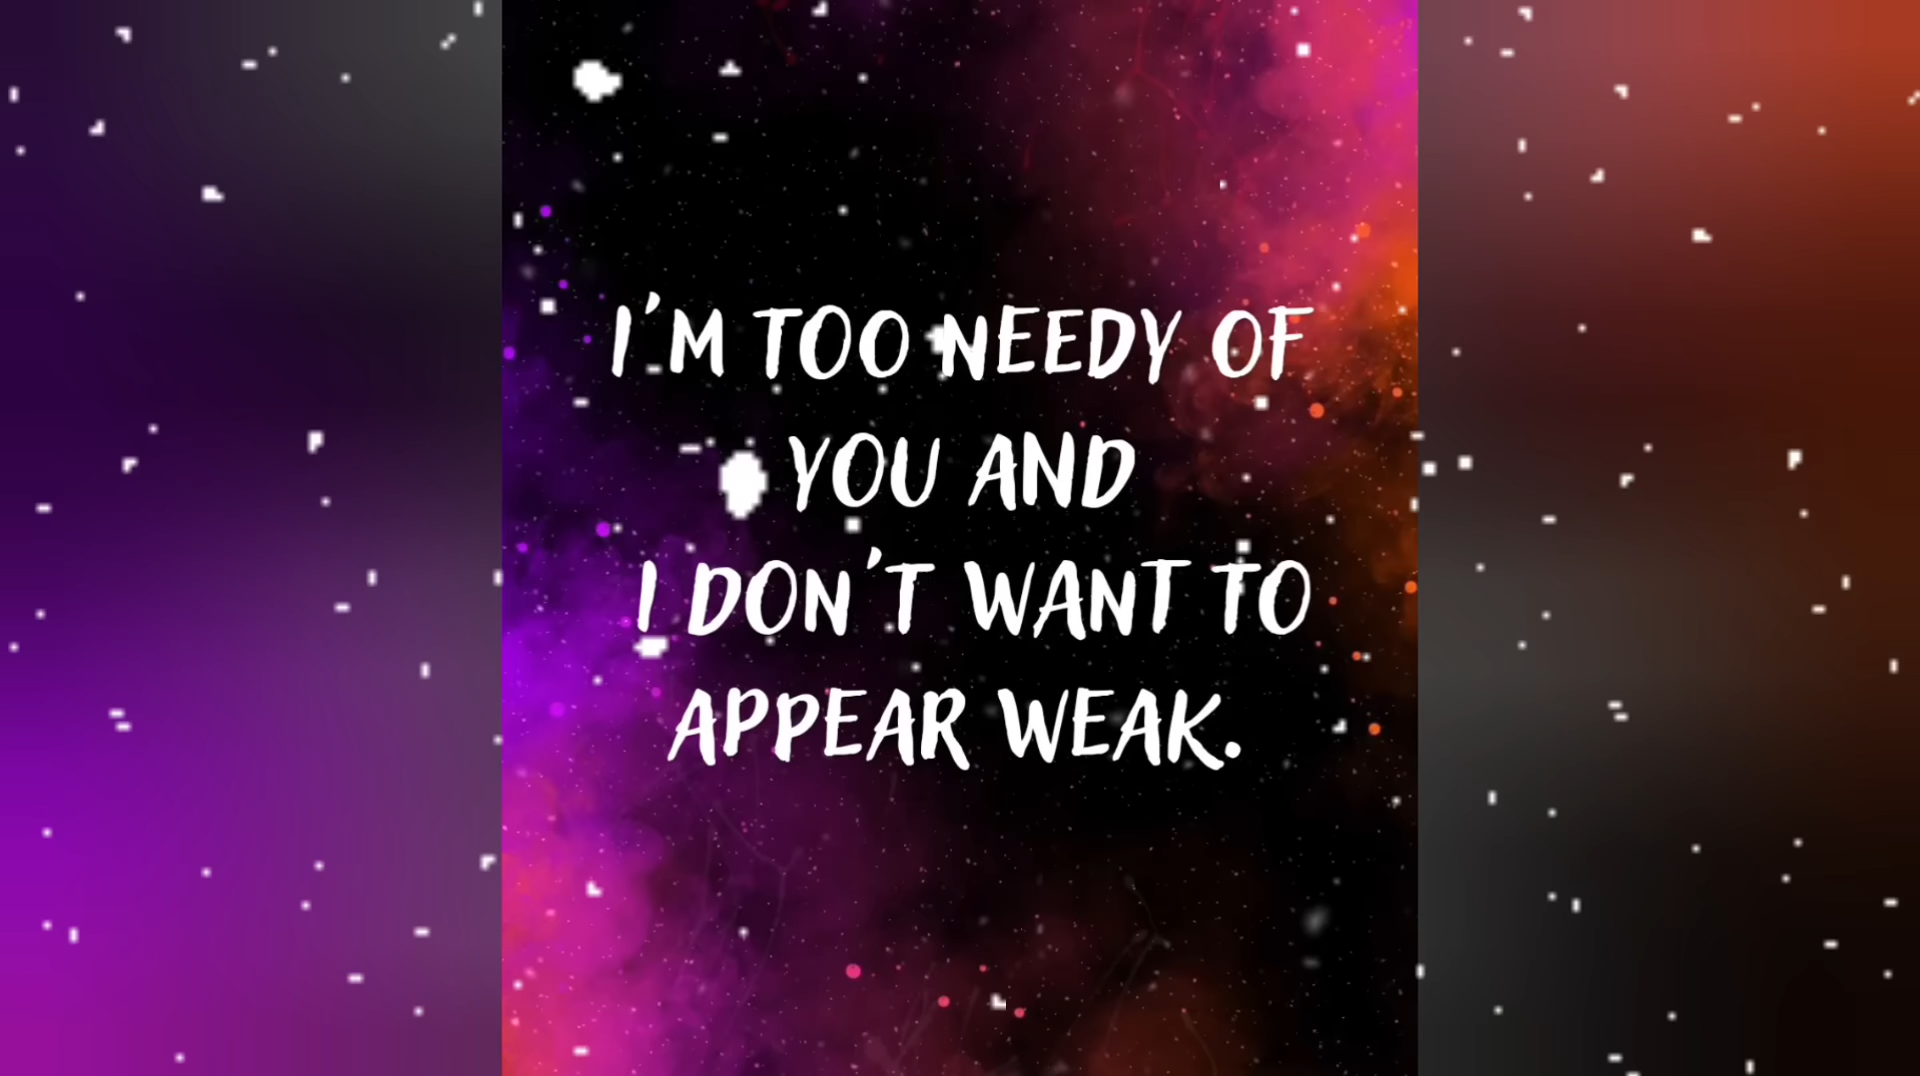 I'M TOO NEEDY OF
YOU AND
I DON'T WANT TO
APPEAR WEAK.